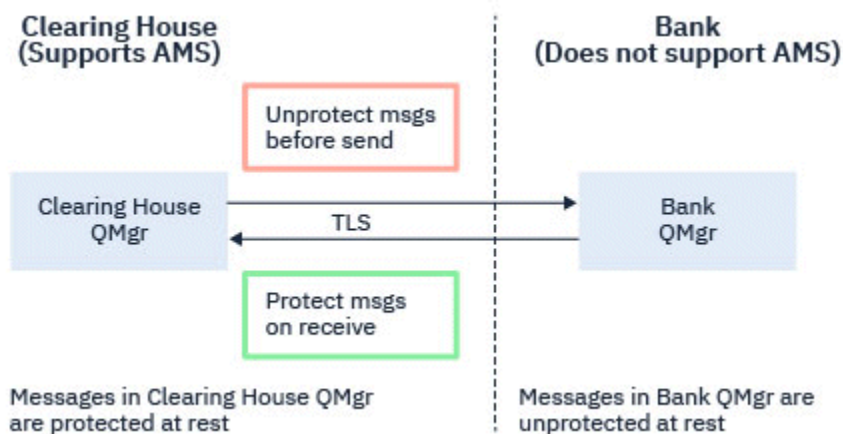 Clearing House
(Supports AMS)
Bank
(Does not support AMS)
Unprotect msgs
before send
Clearing House
QMgr
TLS
Bank
QMgr
Protect msgs
on receive
Messages in Clearing House QMgr
are protected at rest
Messages in Bank QMgr are
unprotected at rest